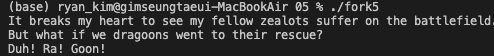 (base) ryan_kim@gimseungtaeui-MacBookAir 05 % ./fork5
It breaks my heart to see my fellow zealots suffer on the battlefield.
But what if we dragoons went to their rescue?
Duh! Ra! Goon!